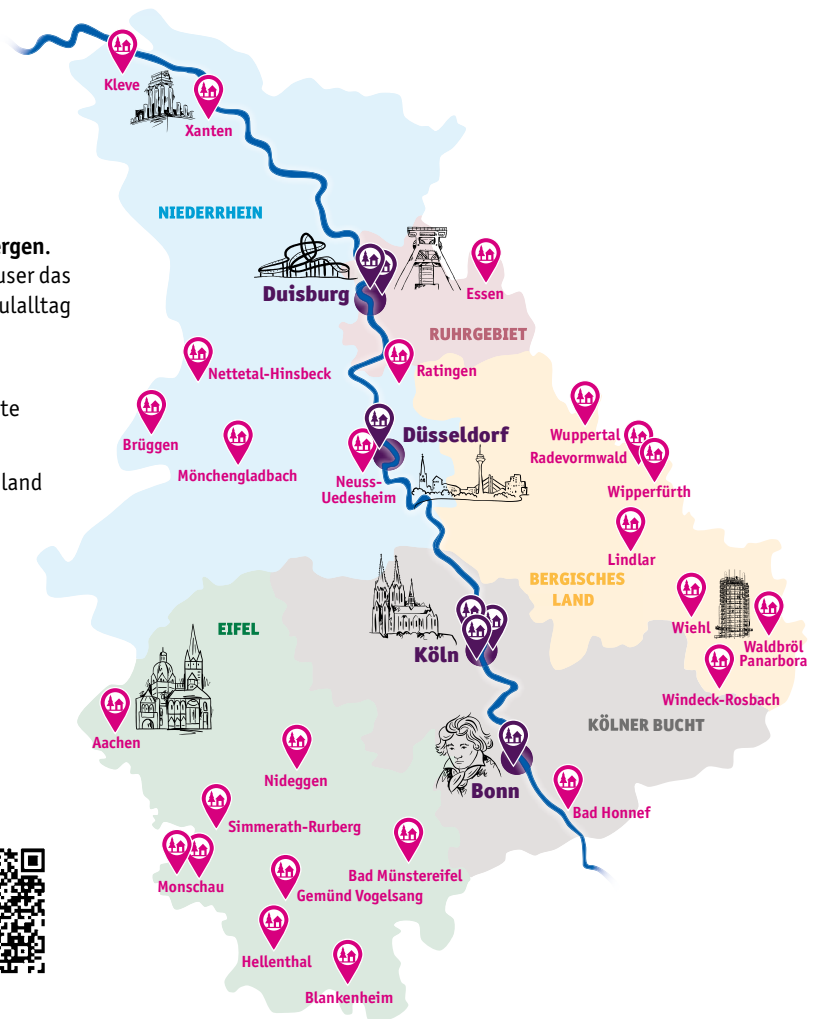 Kleve
Xanten
NIEDERRHEIN
ergen.
user das
ulalltag
Duisburg
Essen
RUHRGEBIET
Nettetal-Hinsbeck
Ratingen
te
Brüggen
Mönchengladbach
Düsseldorf
Neuss-
Uedesheim
land
Wuppertal
Radevormwald
Wipperfürth
Lindlar
BERGISCHES
LAND
EIFEL
Wiehl
Waldbröl
Panarbora
Köln
Windeck-Rosbach
Aachen
KÖLNER BUCHT
Nideggen
Bonn
Bad Honnef
Simmerath-Rurberg
Monschau
Bad Münstereifel
Gemünd Vogelsang
Hellenthal
Blankenheim